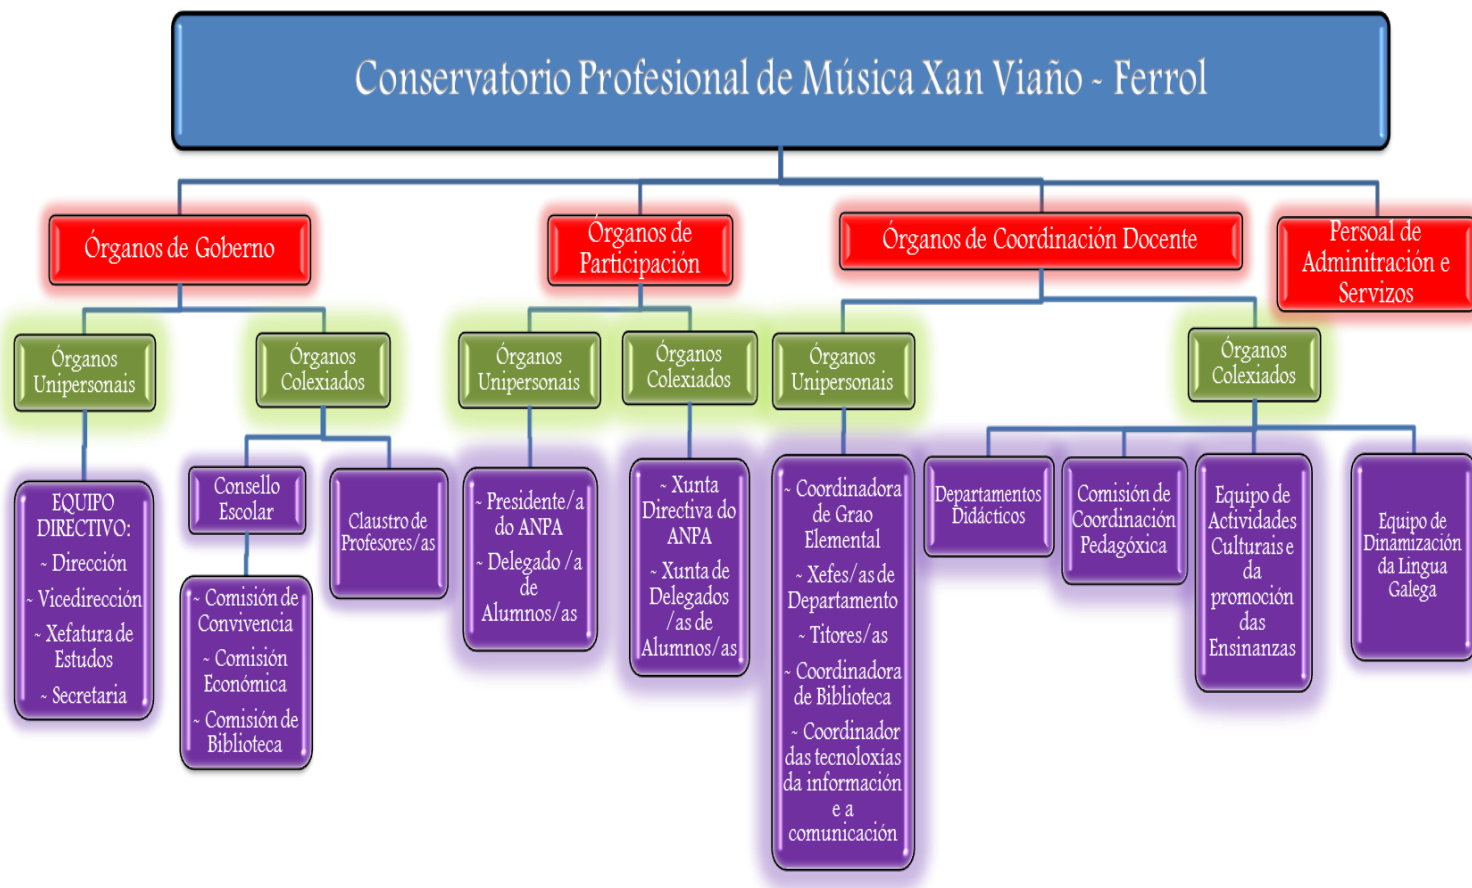 Conservatorio Profesional de Música Xan Viaño - Ferrol
Órganos de Goberno
Órganos de
Participación
Órganos de Coordinación Docente
Persoal de
Adminitración e
Servizos
Órganos
Unipersonais
Órganos
Colexiados
Órganos
Unipersonais
Órganos
Colexiados
Órganos
Unipersonais
Órganos
Colexiados
EQUIPO
DIRECTIVO:
~ Dirección
~ Vicedirección
~ Xefatura de
Estudos
~ Secretaria
Consello
Escolar
~ Comisión de
Convivencia
~ Comisión
Económica
~ Comisión de
Biblioteca
Claustro de
Profesores/as
~ Presidente/a
do ANPA
~ Delegado /a
de
Alumnos/as
~ Xunta
Directiva do
ANPA
~ Xunta de
Delegados
/as de
Alumnos/as
~ Coordinadora
de Grao
Elemental
~ Xefes/as de
Departamento
~ Titores/as
~ Coordinadora
de Biblioteca
~ Coordinador
das tecnoloxías
da información
e a
comunicación
Departamentos
Didácticos
Comisión de
Coordinación
Pedagóxica
Equipo de
Actividades
Culturais e
da
promoción
das
Ensinanzas
Equipo de
Dinamización
da Lingua
Galega